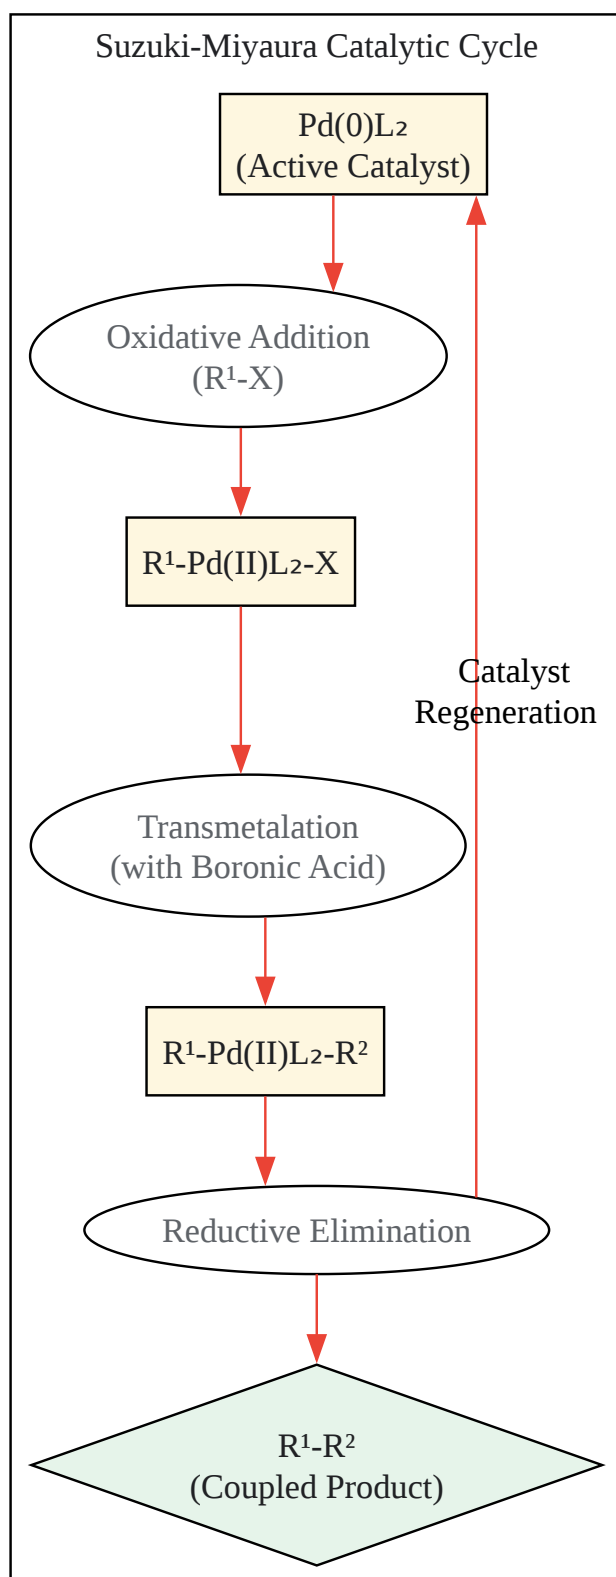 Suzuki-Miyaura Catalytic Cycle
Pd(0)L₂
(Active Catalyst)
Oxidative Addition
(R¹-X)
R¹-Pd(II)L₂-X
Catalyst
Regeneration
Transmetalation
(with Boronic Acid)
R¹-Pd(II)L₂-R²
Reductive Elimination
R¹-R²
(Coupled Product)